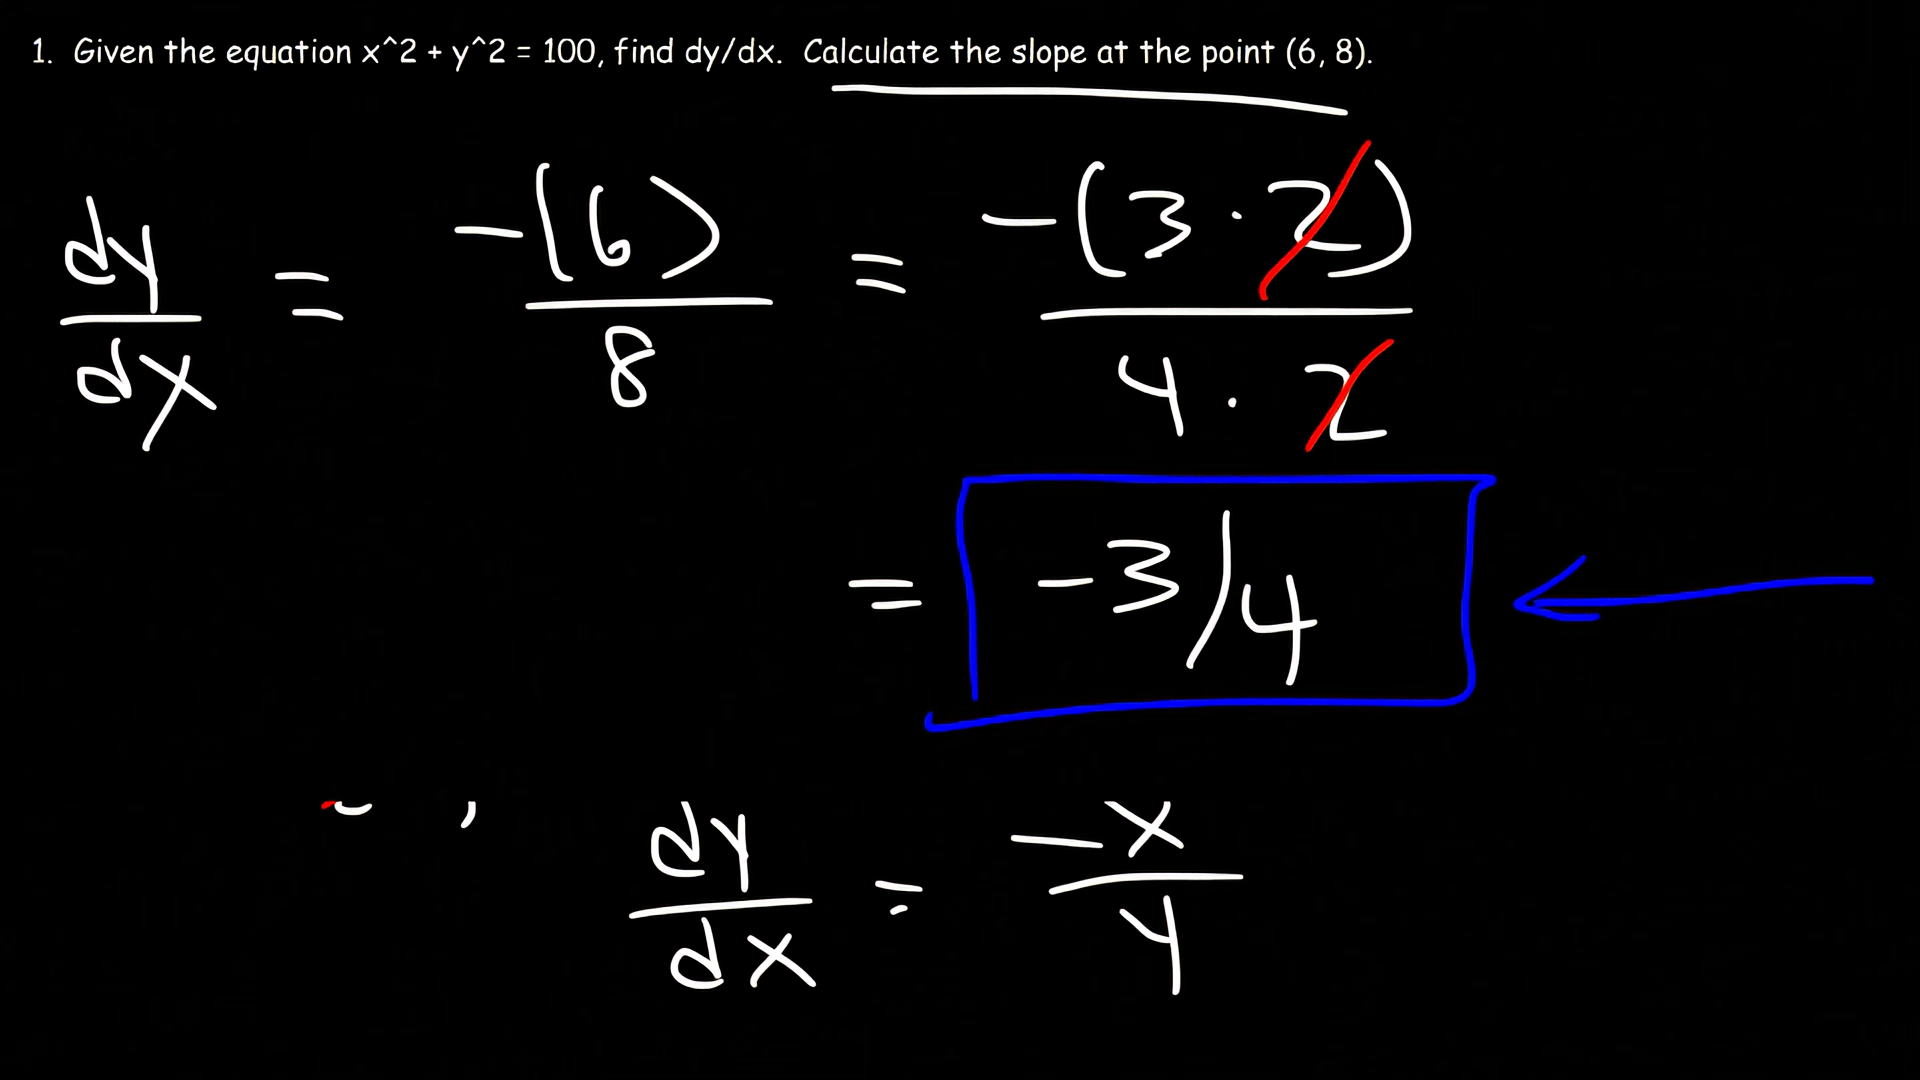 1. Given the equation x^2 + y^2 = 100, find dy/dx. Calculate the slope at the point (6, 8).
dy/dx = -(6)/8 = -(3 · 2)/4 · 2
= -3/4
dy/dx = -x/y